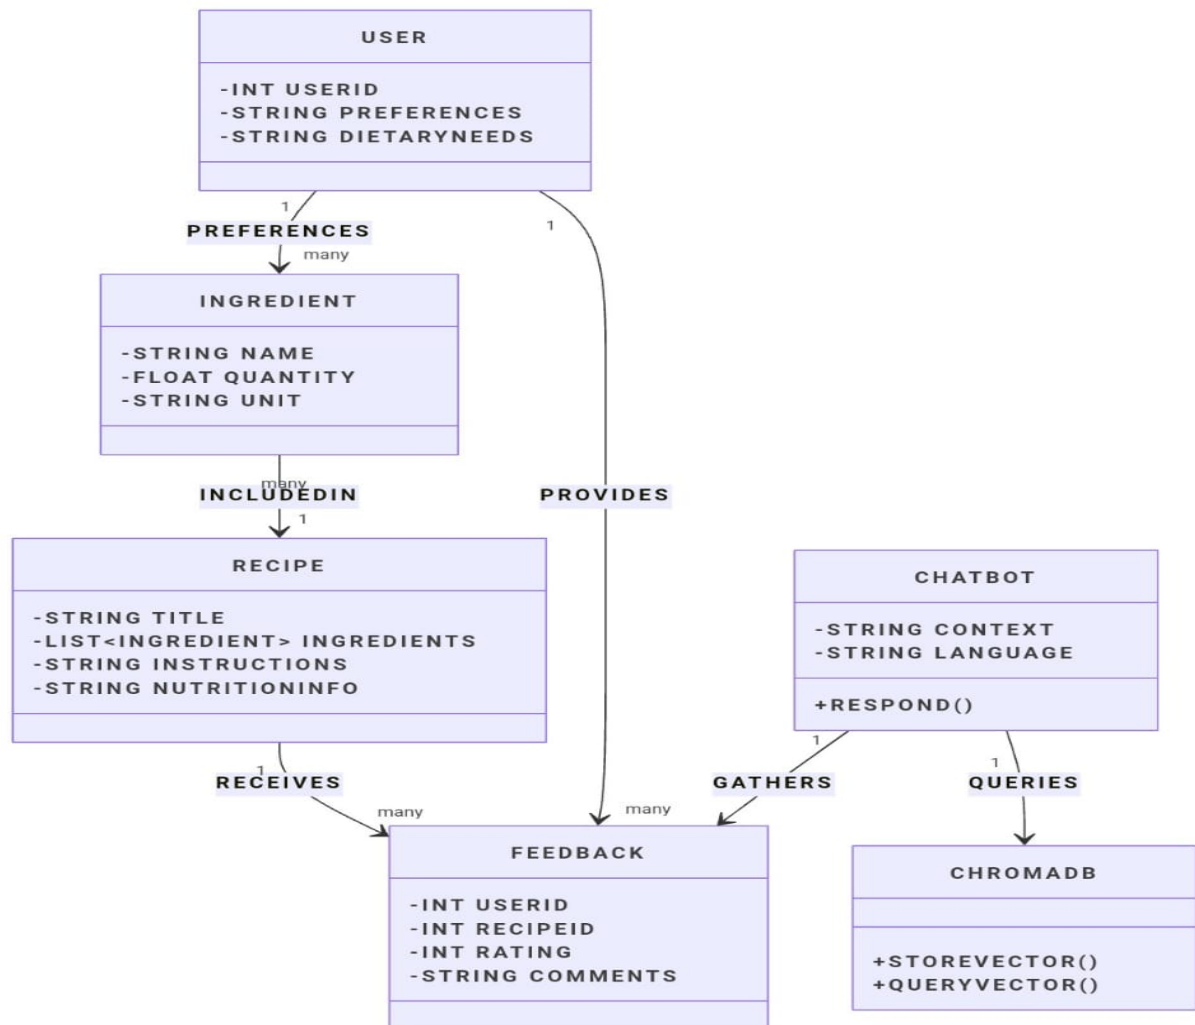 USER
-INT USERID
-STRING PREFERENCES
-STRING DIETARYNEEDS
1
1
PREFERENCES
many
INGREDIENT
-STRING NAME
-FLOAT QUANTITY
-STRING UNIT
many
INCLUDEDIN
PROVIDES
1
RECIPE
-STRING TITLE
-LIST<INGREDIENT> INGREDIENTS
-STRING INSTRUCTIONS
-STRING NUTRITIONINFO
CHATBOT
-STRING CONTEXT
-STRING LANGUAGE
+RESPOND()
1
RECEIVES
1
GATHERS
1
QUERIES
many
many
FEEDBACK
-INT USERID
-INT RECIPEID
-INT RATING
-STRING COMMENTS
CHROMADB
+STOREVECTOR()
+QUERYVECTOR()